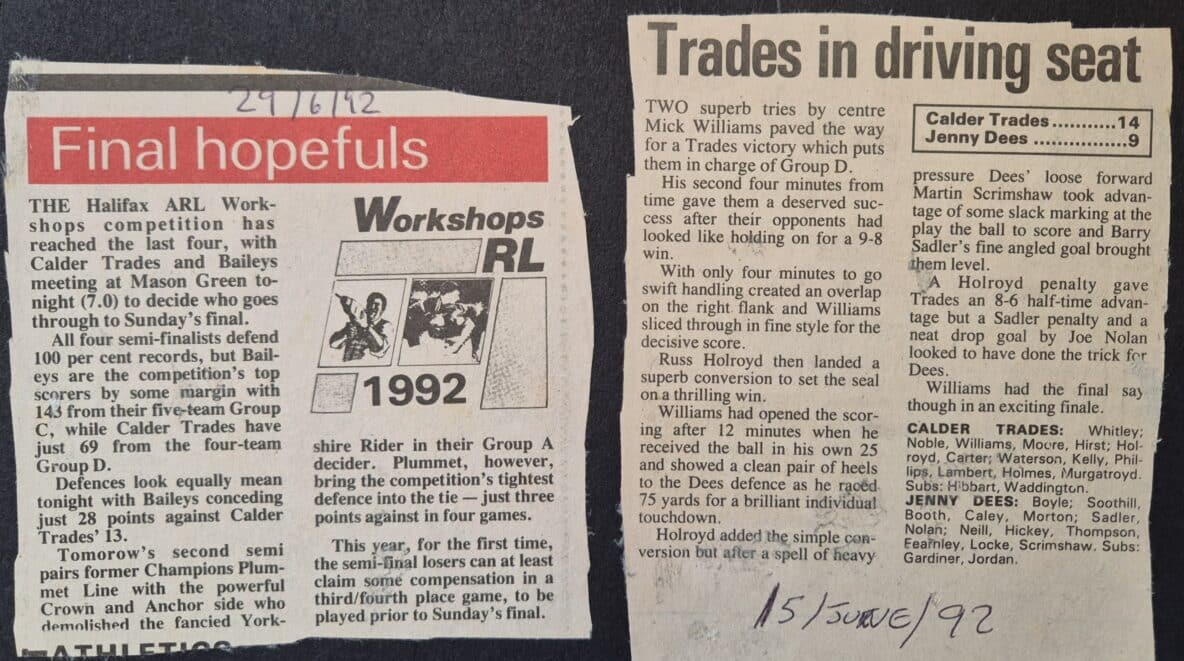 29/6/92
Final hopefuls
THE Halifax ARL Work-
shops competition has
reached the last four, with
Calder Trades and Baileys
meeting at Mason Green to-
night (7.0) to decide who goes
through to Sunday's final.
All four semi-finalists defend
100 per cent records, but Bail-
eys are the competition's top
scorers by some margin with
143 from their five-team Group
C, while Calder Trades have
just 69 from the four-team
Group D.
Defences look equally mean
tonight with Baileys conceding
just 28 points against Calder
Trades' 13.
Tomorow's second semi
pairs former Champions Plum-
met Line with the powerful
Crown and Anchor side who
demolished the fancied York-
Workshops
RL
1992
shire Rider in their Group A
decider. Plummet, however,
bring the competition's tightest
defence into the tie — just three
points against in four games.
This year, for the first time,
the semi-final losers can at least
claim some compensation in a
third/fourth place game, to be
played prior to Sunday's final.
ATHLETICS
Trades in driving seat
TWO superb tries by centre
Mick Williams paved the way
for a Trades victory which puts
them in charge of Group D.
His second four minutes from
time gave them a deserved suc-
cess after their opponents had
looked like holding on for a 9-8
win.
With only four minutes to go
swift handling created an overlap
on the right flank and Williams
sliced through in fine style for the
decisive score.
Russ Holroyd then landed a
superb conversion to set the seal
on a thrilling win.
Williams had opened the scor-
ing after 12 minutes when he
received the ball in his own 25
and showed a clean pair of heels
to the Dees defence as he raced
75 yards for a brilliant individual
touchdown.
Holroyd added the simple con-
version but after a spell of heavy
Calder Trades...........14
Jenny Dees ................9
pressure Dees' loose forward
Martin Scrimshaw took advan-
tage of some slack marking at the
play the ball to score and Barry
Sadler's fine angled goal brought
them level.
A Holroyd penalty gave
Trades an 8-6 half-time advan-
tage but a Sadler penalty and a
neat drop goal by Joe Nolan
looked to have done the trick for
Dees.
Williams had the final say
though in an exciting finale.
CALDER TRADES: Whitley;
Noble, Williams, Moore, Hirst; Hol-
royd, Carter; Waterson, Kelly, Phil-
lips, Lambert, Holmes, Murgatroyd.
Subs: Hibbart, Waddington.
JENNY DEES: Boyle; Soothill,
Booth, Caley, Morton; Sadler,
Nolan; Neill, Hickey, Thompson,
Fearnley, Locke, Scrimshaw. Subs:
Gardiner, Jordan.
15/JUNE/92